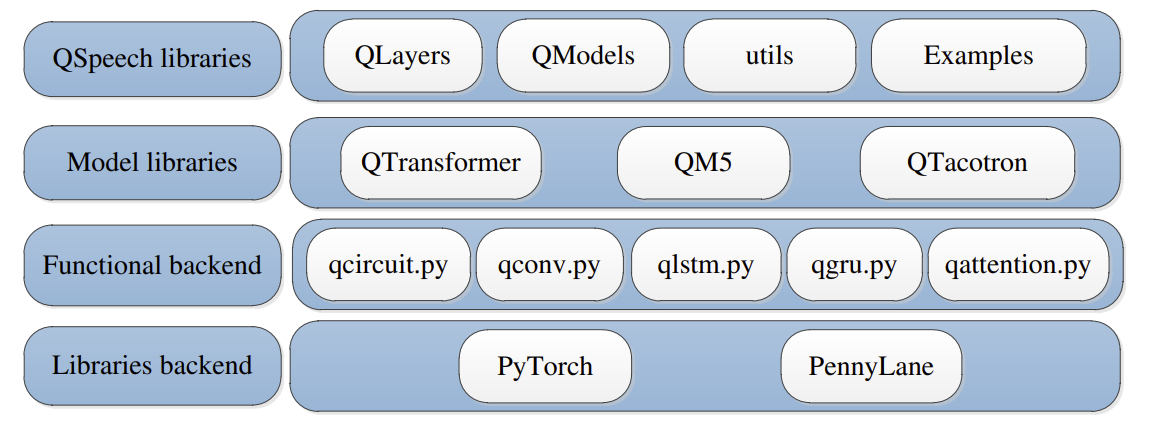 QSpeech libraries QLayers QModels utils Examples
Model libraries QTransformer QM5 QTacotron
Functional backend qcircuit.py qconv.py qlstm.py qgru.py qattention.py
Libraries backend PyTorch PennyLane